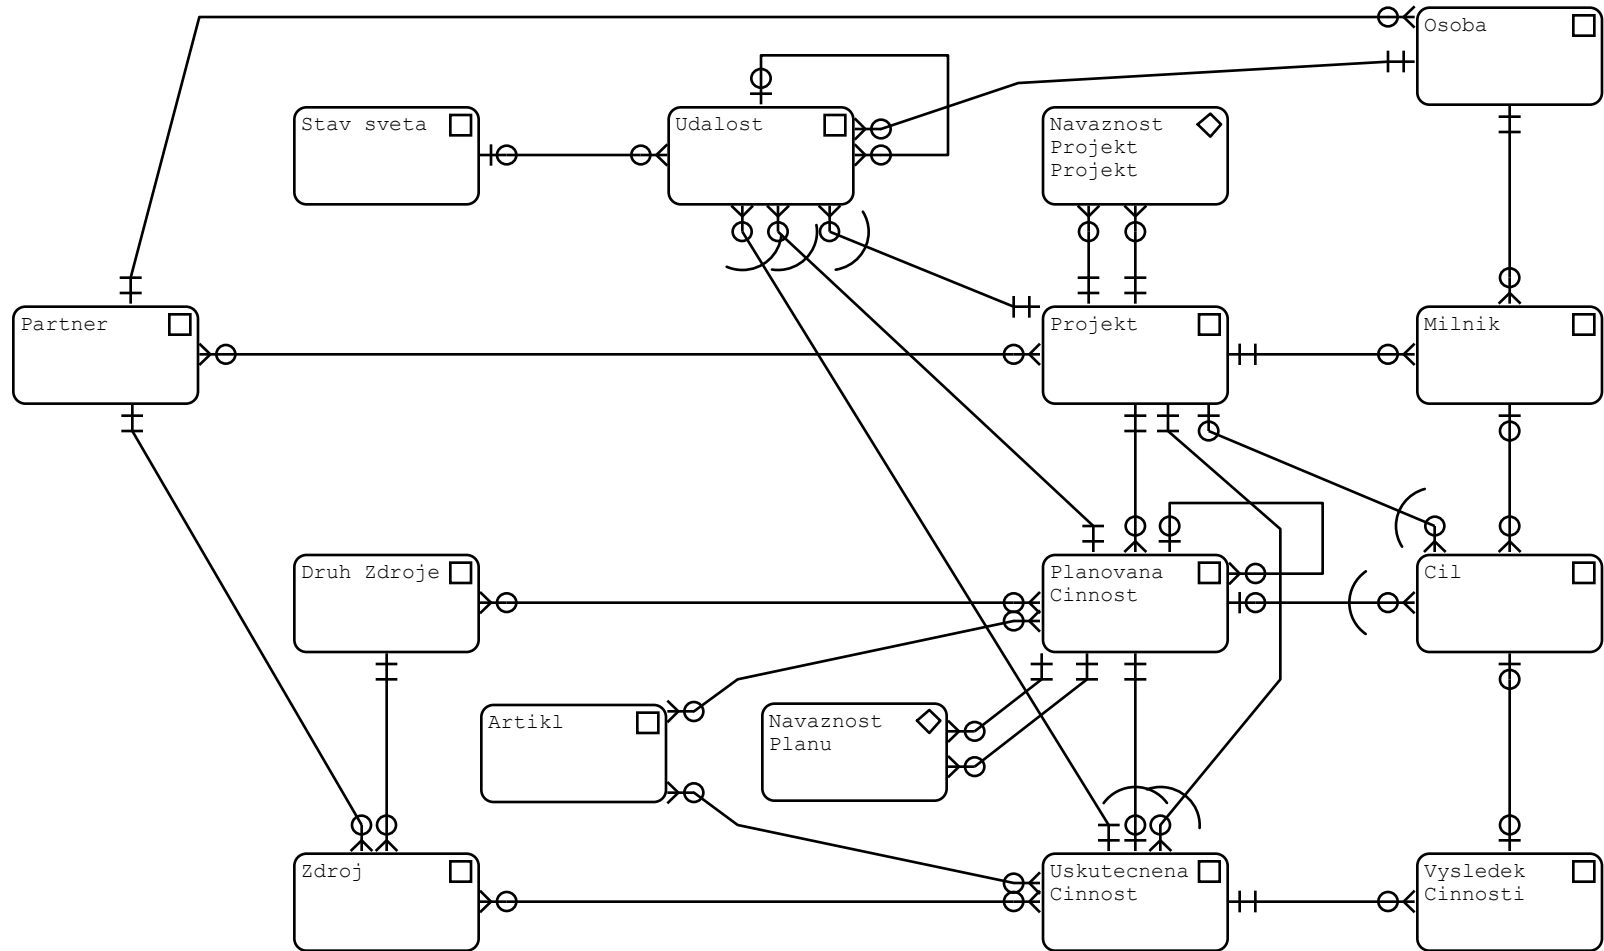 Osoba
Stav sveta
Udalost
Navaznost
Projekt
Projekt
Partner
Projekt
Milnik
Druh Zdroje
Planovana
Cinnost
Cil
Artikl
Navaznost
Planu
Zdroj
Uskutecnena
Cinnost
Vysledek
Cinnosti